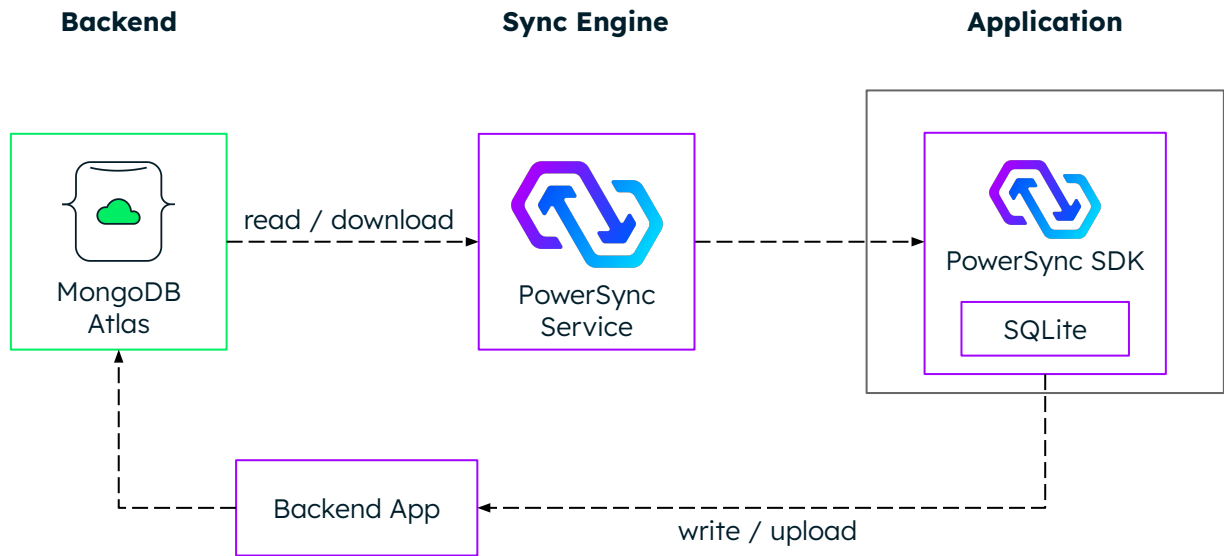 Backend
Sync Engine
Application
read / download
MongoDB
Atlas
PowerSync
Service
PowerSync SDK
SQLite
Backend App
write / upload